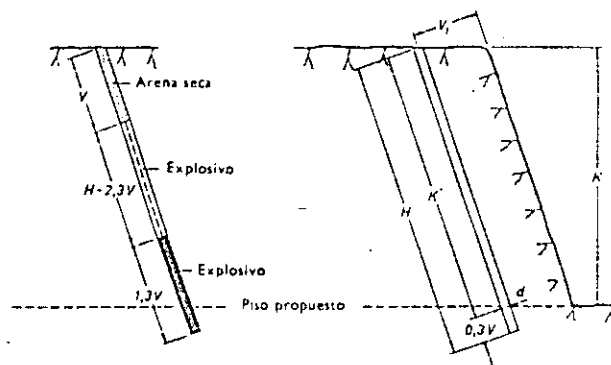 V₁
Arena seca
V
Explosivo
H-2,3V
H
K'
K
Explosivo
1,3V
Piso propuesto
d
0,3V